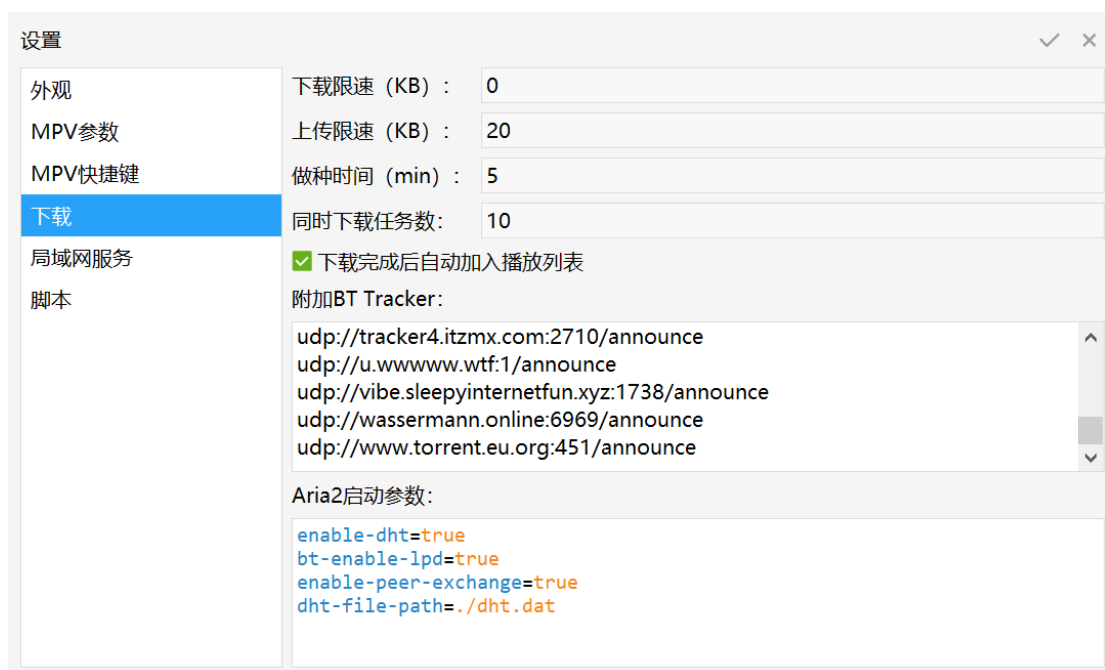 设置
外观
MPV参数
MPV快捷键
下载
局域网服务
脚本
下载限速（KB）： 0
上传限速（KB）： 20
做种时间（min）： 5
同时下载任务数： 10
下载完成后自动加入播放列表
附加BT Tracker：
udp://tracker4.itzmx.com:2710/announce
udp://u.wwwww.wtf:1/announce
udp://vibe.sleepyinternetfun.xyz:1738/announce
udp://wassermann.online:6969/announce
udp://www.torrent.eu.org:451/announce
Aria2启动参数：
enable-dht=true
bt-enable-lpd=true
enable-peer-exchange=true
dht-file-path=./dht.dat